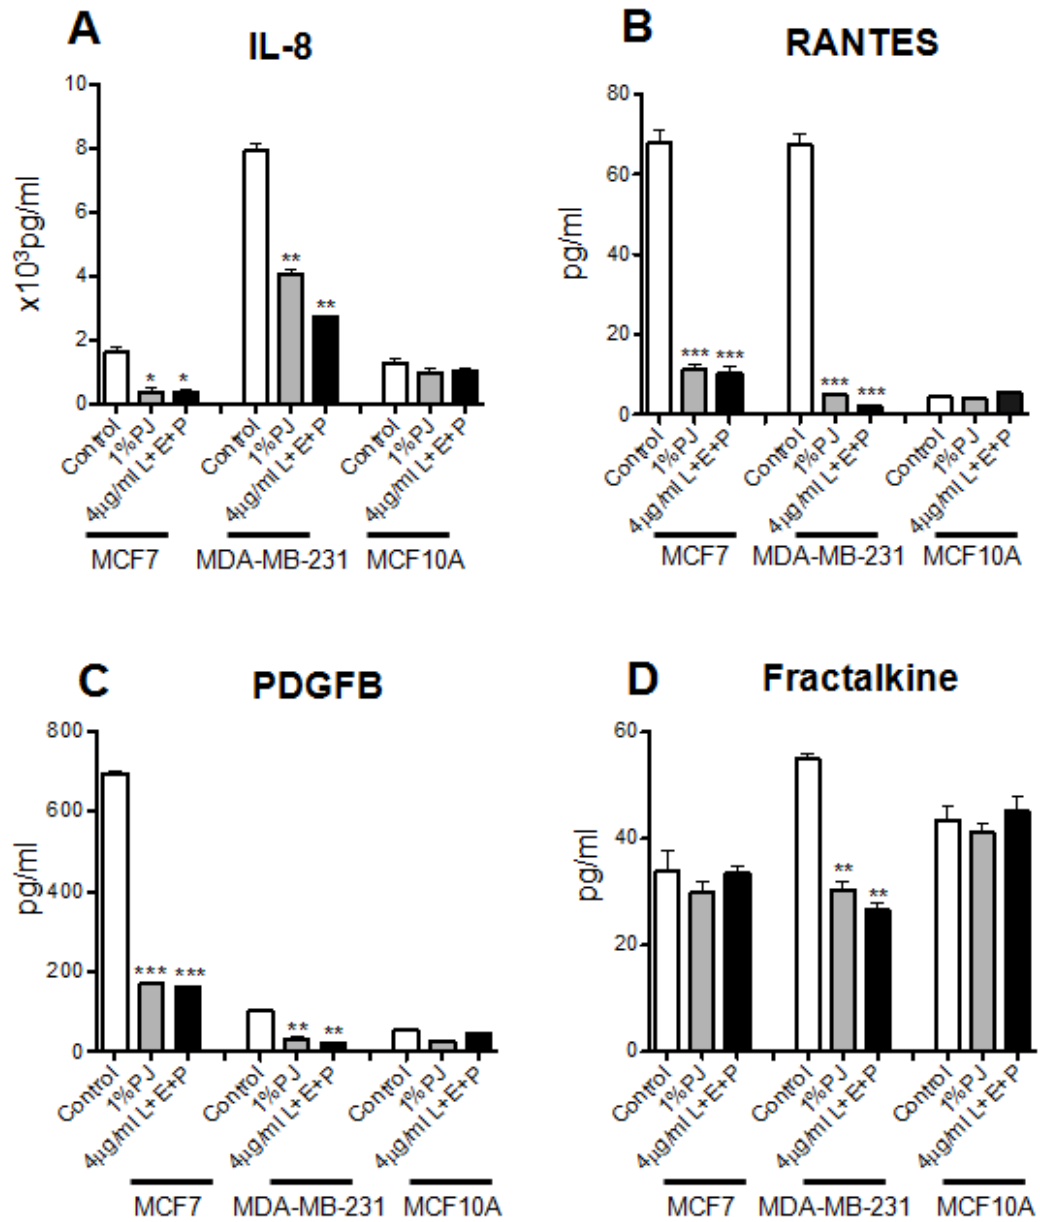 A
IL-8
x10³pg/ml
10
8
6
4
2
0
** **
* *
Control 1%PJ 4µg/ml L+E+P Control 1%PJ 4µg/ml L+E+P Control 1%PJ 4µg/ml L+E+P
MCF7 MDA-MB-231 MCF10A
B
RANTES
pg/ml
80
60
40
20
0
*** *** *** ***
Control 1%PJ 4µg/ml L+E+P Control 1%PJ 4µg/ml L+E+P Control 1%PJ 4µg/ml L+E+P
MCF7 MDA-MB-231 MCF10A
C
PDGFB
pg/ml
800
600
400
200
0
*** *** ** **
Control 1%PJ 4µg/ml L+E+P Control 1%PJ 4µg/ml L+E+P Control 1%PJ 4µg/ml L+E+P
MCF7 MDA-MB-231 MCF10A
D
Fractalkine
pg/ml
60
40
20
0
** **
Control 1%PJ 4µg/ml L+E+P Control 1%PJ 4µg/ml L+E+P Control 1%PJ 4µg/ml L+E+P
MCF7 MDA-MB-231 MCF10A